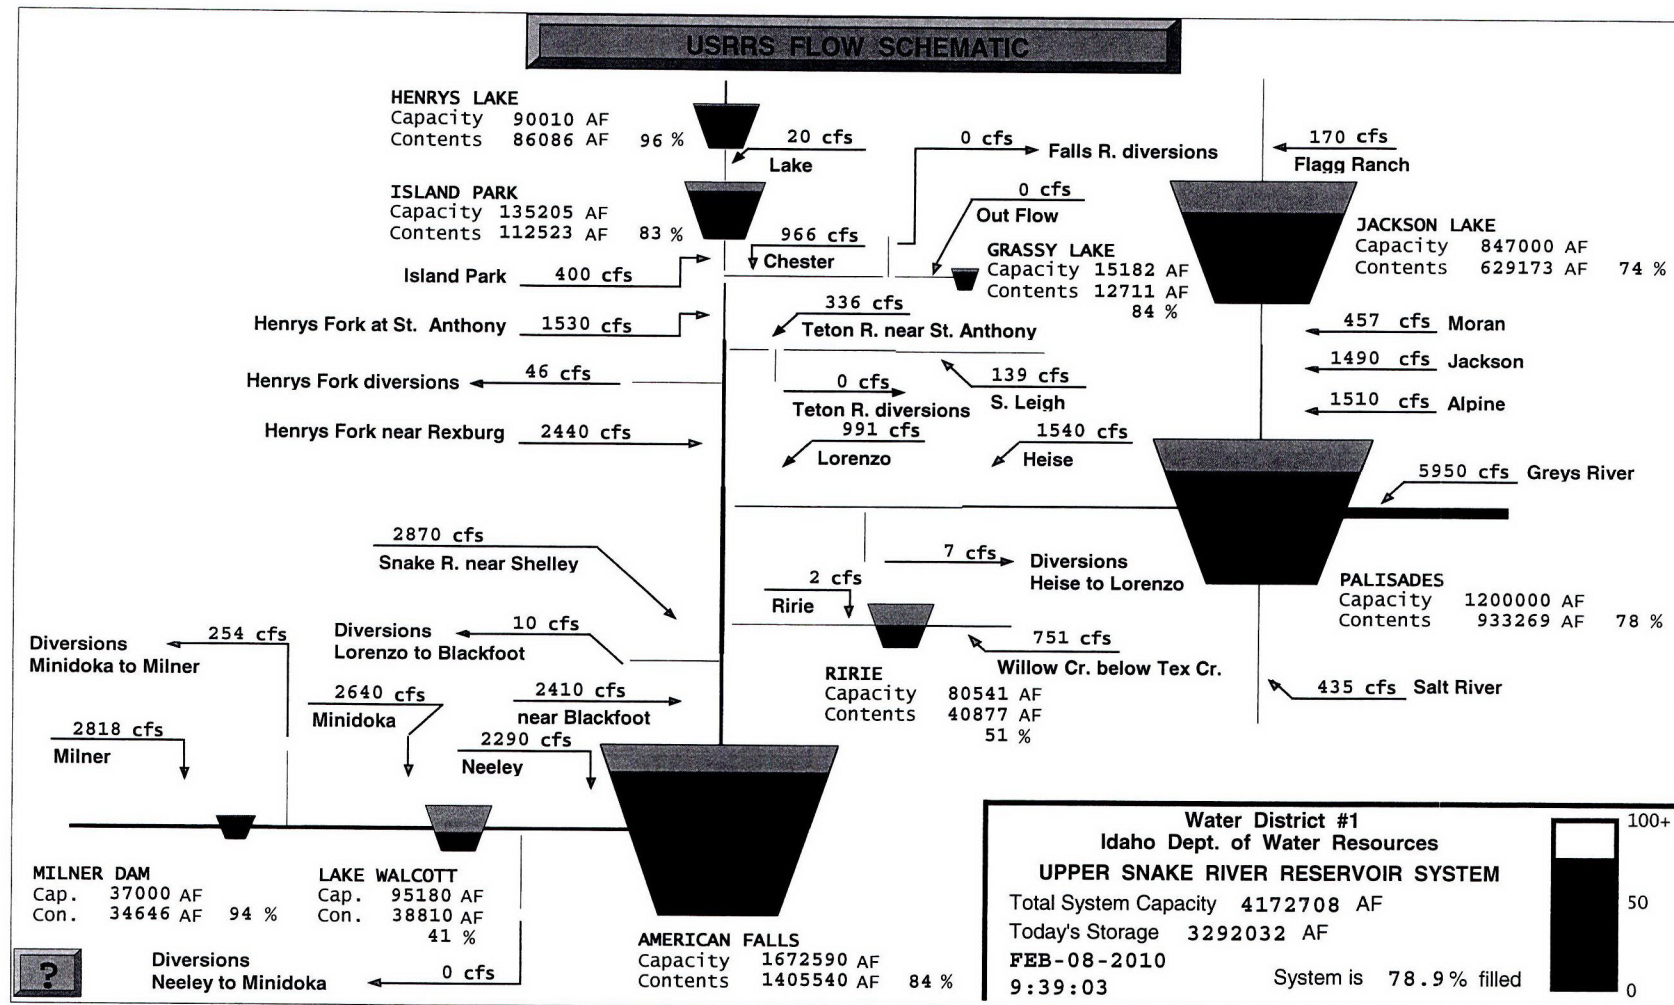 USRRS FLOW SCHEMATIC
HENRYS LAKE
Capacity 90010 AF
Contents 86086 AF 96 %
20 cfs
Lake
0 cfs
Falls R. diversions
170 cfs
Flagg Ranch
ISLAND PARK
Capacity 135205 AF
Contents 112523 AF 83 %
0 cfs
Out Flow
966 cfs
Chester
Island Park 400 cfs
GRASSY LAKE
Capacity 15182 AF
Contents 12711 AF
84 %
JACKSON LAKE
Capacity 847000 AF
Contents 629173 AF 74 %
Henrys Fork at St. Anthony 1530 cfs
336 cfs
Teton R. near St. Anthony
457 cfs Moran
1490 cfs Jackson
1510 cfs Alpine
Henrys Fork diversions 46 cfs
0 cfs
Teton R. diversions
139 cfs
S. Leigh
Henrys Fork near Rexburg 2440 cfs
991 cfs
Lorenzo
1540 cfs
Heise
5950 cfs Greys River
2870 cfs
Snake R. near Shelley
7 cfs
Diversions
Heise to Lorenzo
2 cfs
Ririe
PALISADES
Capacity 1200000 AF
Contents 933269 AF 78 %
254 cfs
Diversions
Minidoka to Milner
10 cfs
Diversions
Lorenzo to Blackfoot
751 cfs
Willow Cr. below Tex Cr.
RIRIE
Capacity 80541 AF
Contents 40877 AF
51 %
435 cfs Salt River
2640 cfs
Minidoka
2410 cfs
near Blackfoot
2818 cfs
Milner
2290 cfs
Neeley
MILNER DAM
Cap. 37000 AF
Con. 34646 AF 94 %
LAKE WALCOTT
Cap. 95180 AF
Con. 38810 AF
41 %
Diversions
Neeley to Minidoka
0 cfs
AMERICAN FALLS
Capacity 1672590 AF
Contents 1405540 AF 84 %
?
Water District #1
Idaho Dept. of Water Resources
UPPER SNAKE RIVER RESERVOIR SYSTEM
Total System Capacity 4172708 AF
Today's Storage 3292032 AF
FEB-08-2010
9:39:03
System is 78.9% filled
100+
50
0